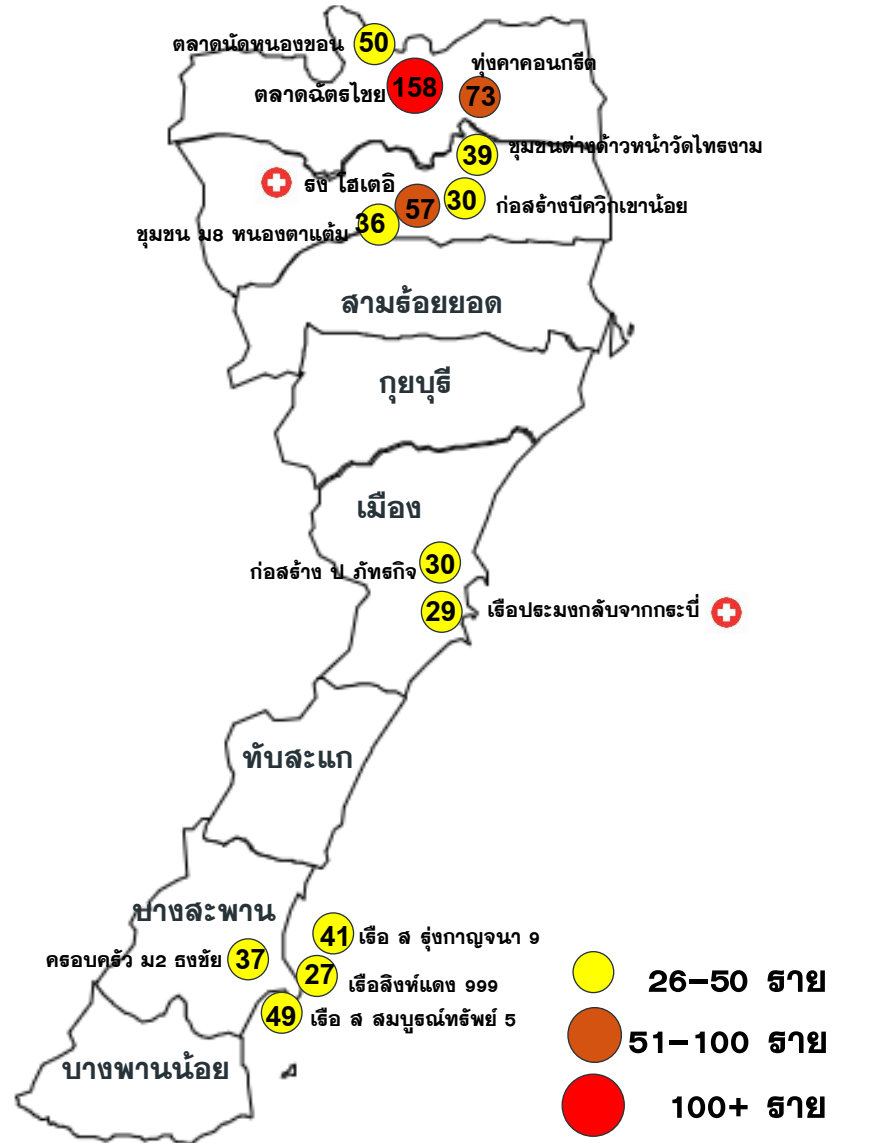 ตลาดนัดหนองขอน 50
ทุ่งคาคอนกรีต
ตลาดฉัตรไชย 158
73
39 ชุมชนต่างด้าวหน้าวัดไทรงาม
รง โฮเตอิ
57
30 ก่อสร้างบีควิกเขาน้อย
ชุมชน ม8 หนองตาแต้ม 36
สามร้อยยอด
กุยบุรี
เมือง
ก่อสร้าง ป ภัทรกิจ 30
29 เรือประมงกลับจากกระบี่
ทับสะแก
บางสะพาน
41 เรือ ส รุ่งกาญจนา 9
ครอบครัว ม2 ธงชัย 37
27 เรือสิงห์แดง 999
49 เรือ ส สมบูรณ์ทรัพย์ 5
บางพานน้อย
26-50 ราย
51-100 ราย
100+ ราย